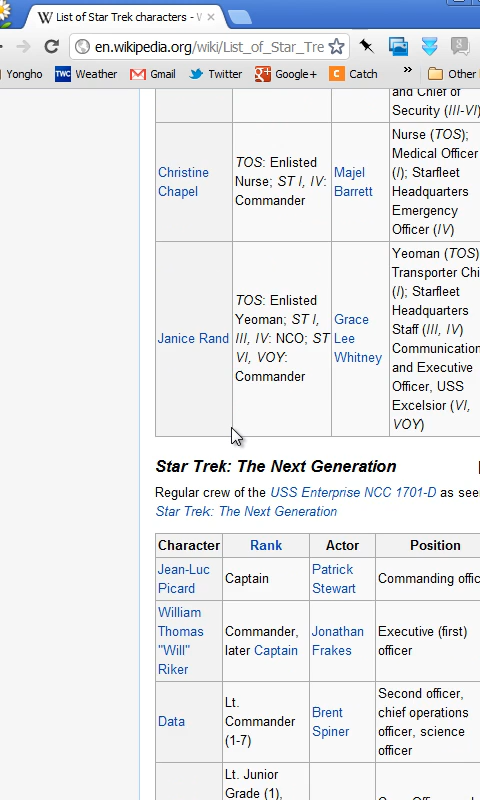 List of Star Trek characters - W
en.wikipedia.org/wiki/List_of_Star_Tre
Yongho TWC Weather Gmail Twitter Google+ C Catch » Other
and Chief of
Security (III-VI)
Christine
Chapel
TOS: Enlisted
Nurse; ST I, IV:
Commander
Majel
Barrett
Nurse (TOS);
Medical Officer
(I); Starfleet
Headquarters
Emergency
Officer (IV)
Janice Rand
TOS: Enlisted
Yeoman; ST I,
III, IV: NCO; ST
VI, VOY:
Commander
Grace
Lee
Whitney
Yeoman (TOS)
Transporter Chi
(I); Starfleet
Headquarters
Staff (III, IV)
Communication
and Executive
Officer, USS
Excelsior (VI,
VOY)
Star Trek: The Next Generation
Regular crew of the USS Enterprise NCC 1701-D as see
Star Trek: The Next Generation
Character Rank Actor Position
Jean-Luc
Picard
Captain
Patrick
Stewart
Commanding offic
William
Thomas
"Will"
Riker
Commander,
later Captain
Jonathan
Frakes
Executive (first)
officer
Data
Lt.
Commander
(1-7)
Brent
Spiner
Second officer,
chief operations
officer, science
officer
Lt. Junior
Grade (1),